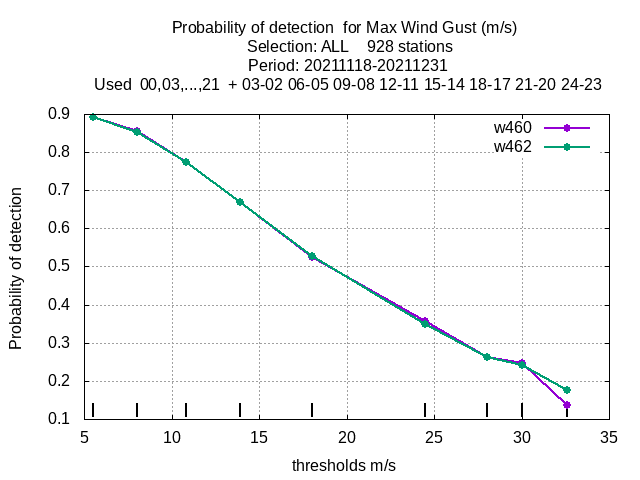 Probability of detection  for Max Wind Gust (m/s)
Selection: ALL    928 stations
Period: 20211118-20211231
Used  00,03,...,21  + 03-02 06-05 09-08 12-11 15-14 18-17 21-20 24-23
w460
w462
Probability of detection
0.9
0.8
0.7
0.6
0.5
0.4
0.3
0.2
0.1
5 10 15 20 25 30 35
thresholds m/s